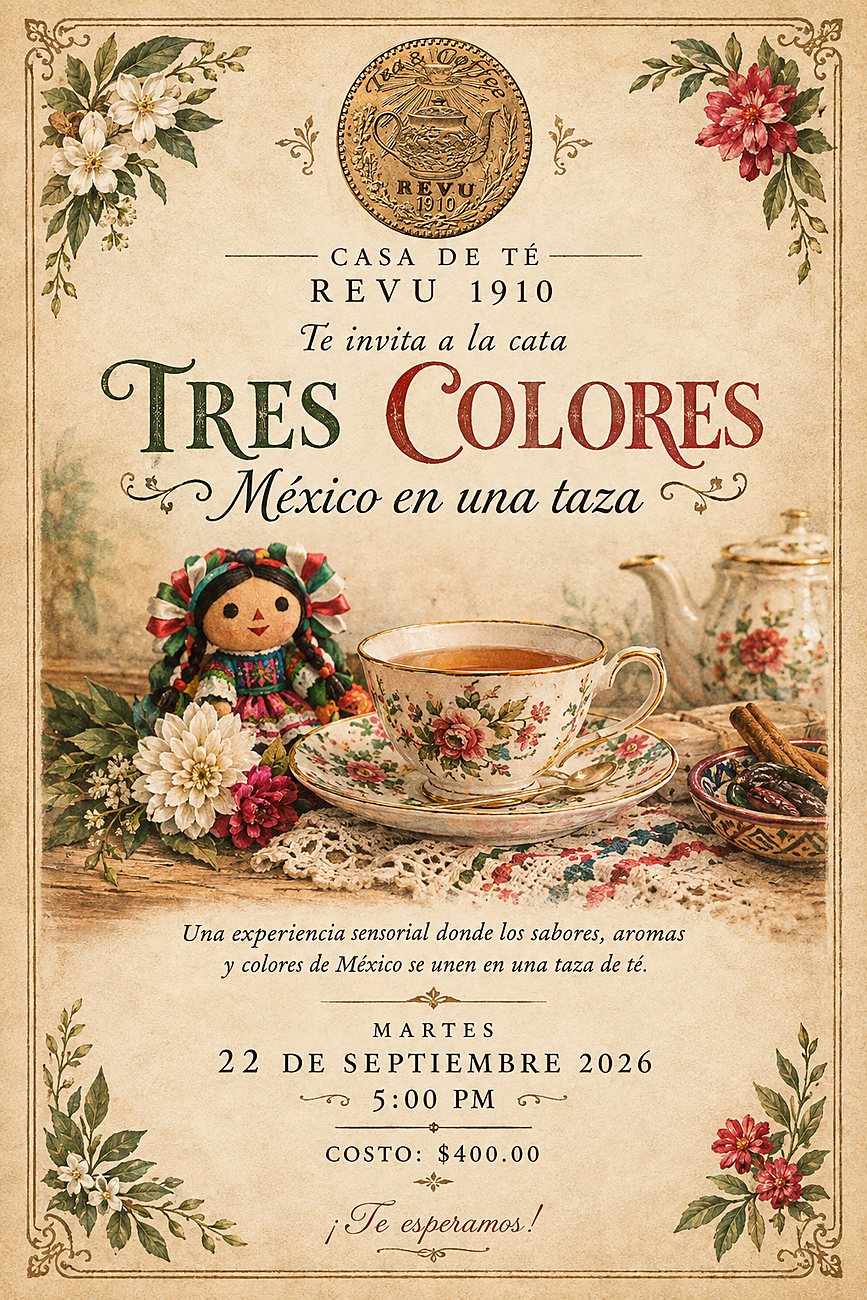 Tea & Coffee
REVU
1910
CASA DE TÉ
REVU 1910
Te invita a la cata
TRES COLORES
México en una taza
Una experiencia sensorial donde los sabores, aromas
y colores de México se unen en una taza de té.
MARTES
22 DE SEPTIEMBRE 2026
5:00 PM
COSTO: $400.00
¡Te esperamos!